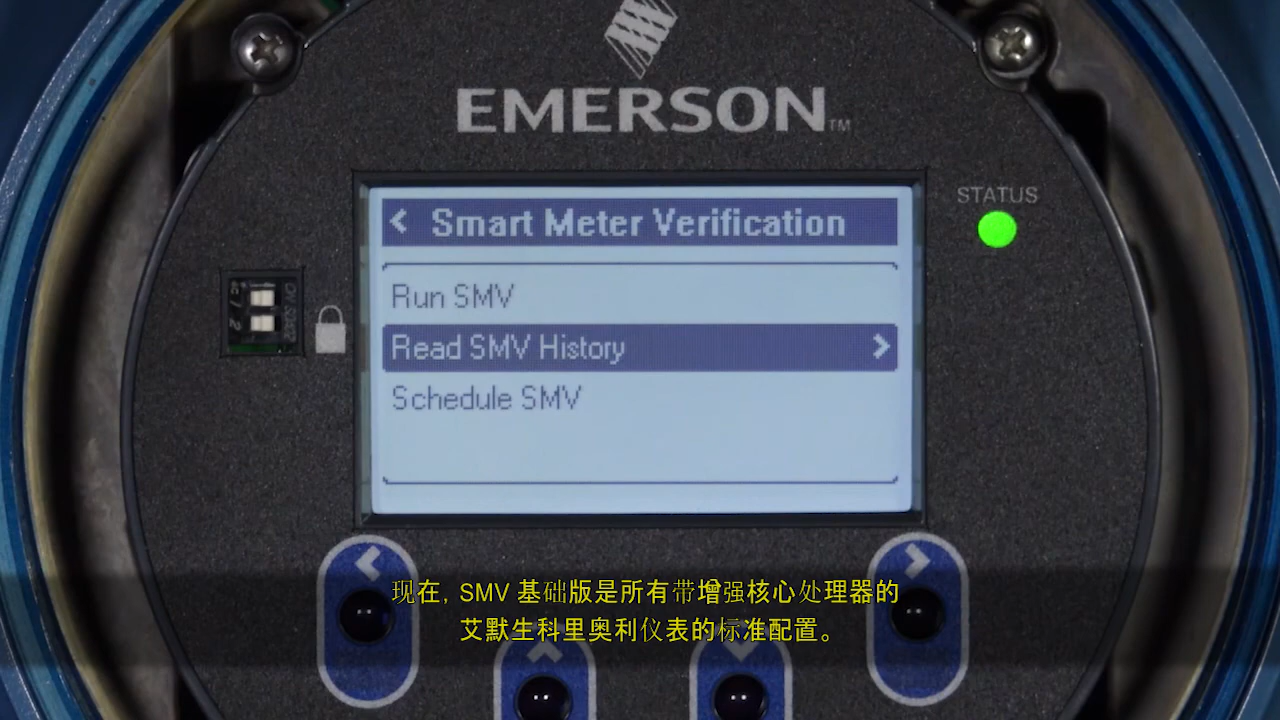 EMERSON™
STATUS
Smart Meter Verification
Run SMV
Read SMV History
Schedule SMV
现在, SMV 基础版是所有带增强核心处理器的
艾默生科里奥利仪表的标准配置。